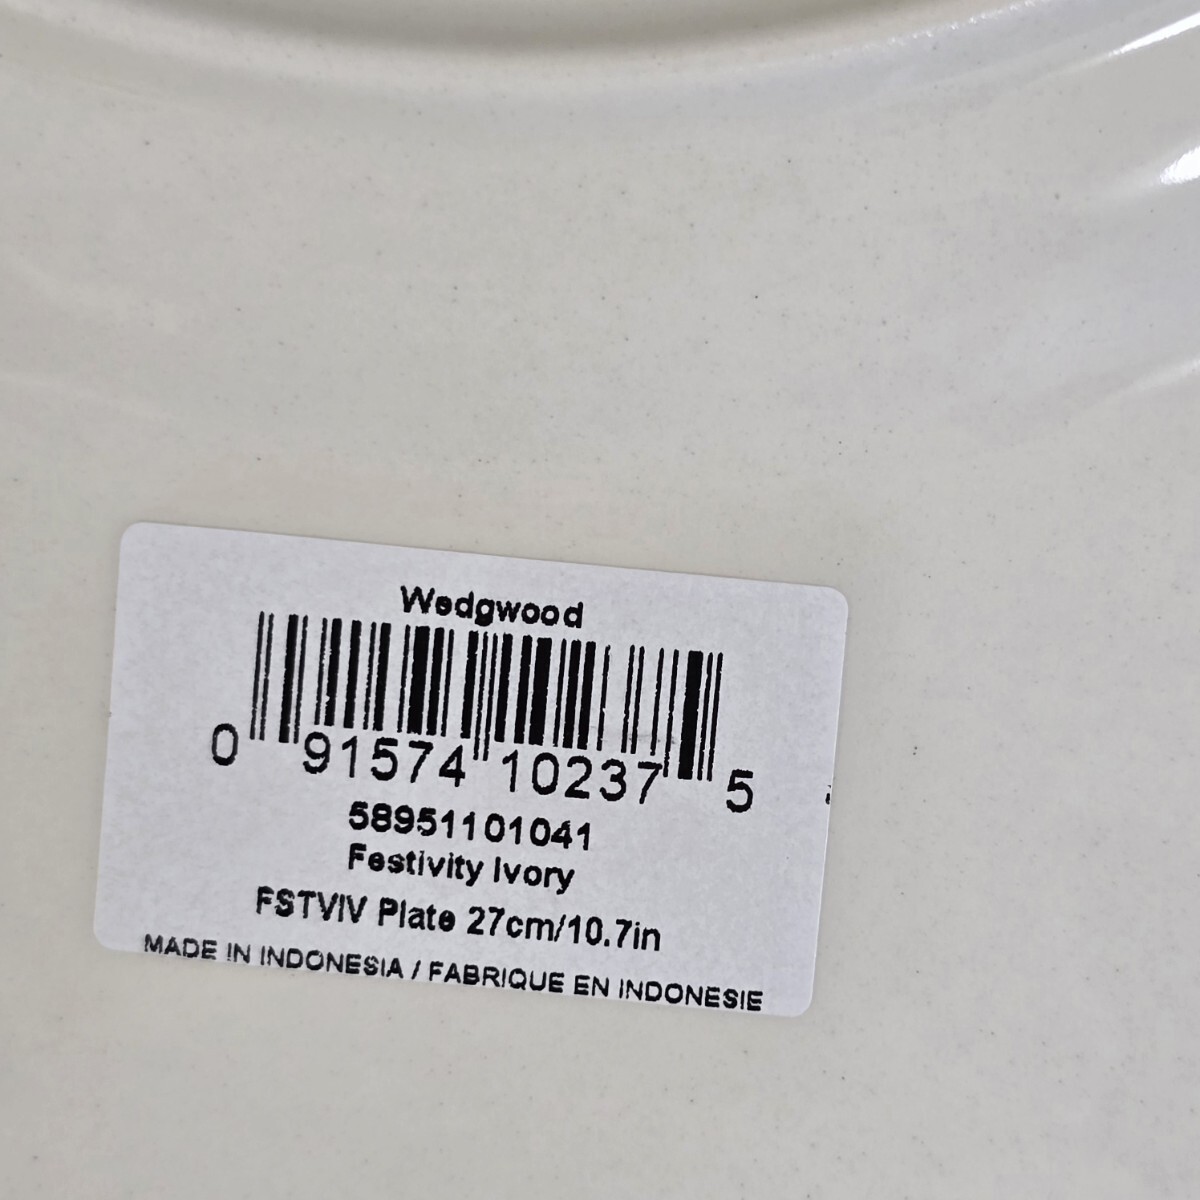 Wedgwood
0 91574 10237 5
58951101041
Festivity Ivory
FSTVIV Plate 27cm/10.7in
MADE IN INDONESIA / FABRIQUE EN INDONESIE